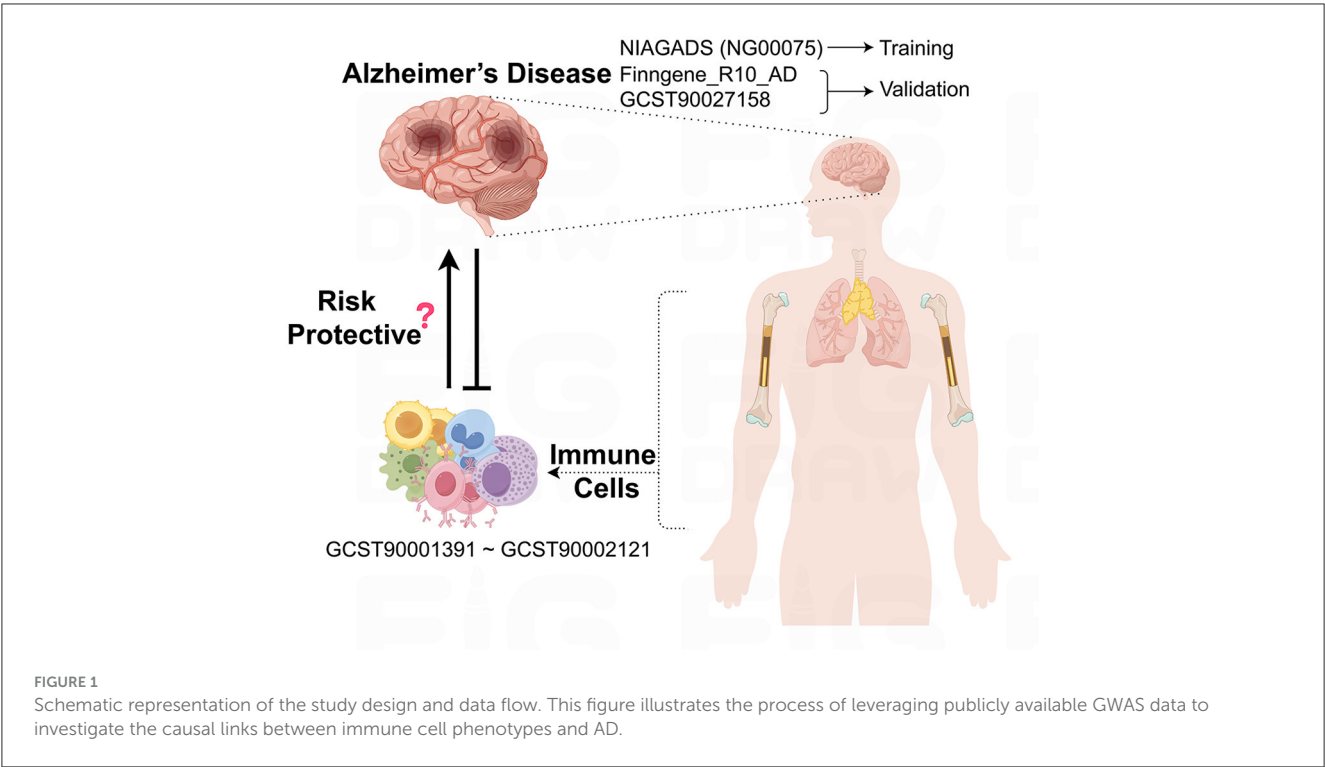 NIAGADS (NG00075)
Training
Alzheimer's Disease
Finngene_R10_AD
GCST90027158
Validation
Risk
Protective
?
Immune
Cells
GCST90001391 ~ GCST90002121
FIGURE 1
Schematic representation of the study design and data flow. This figure illustrates the process of leveraging publicly available GWAS data to
investigate the causal links between immune cell phenotypes and AD.